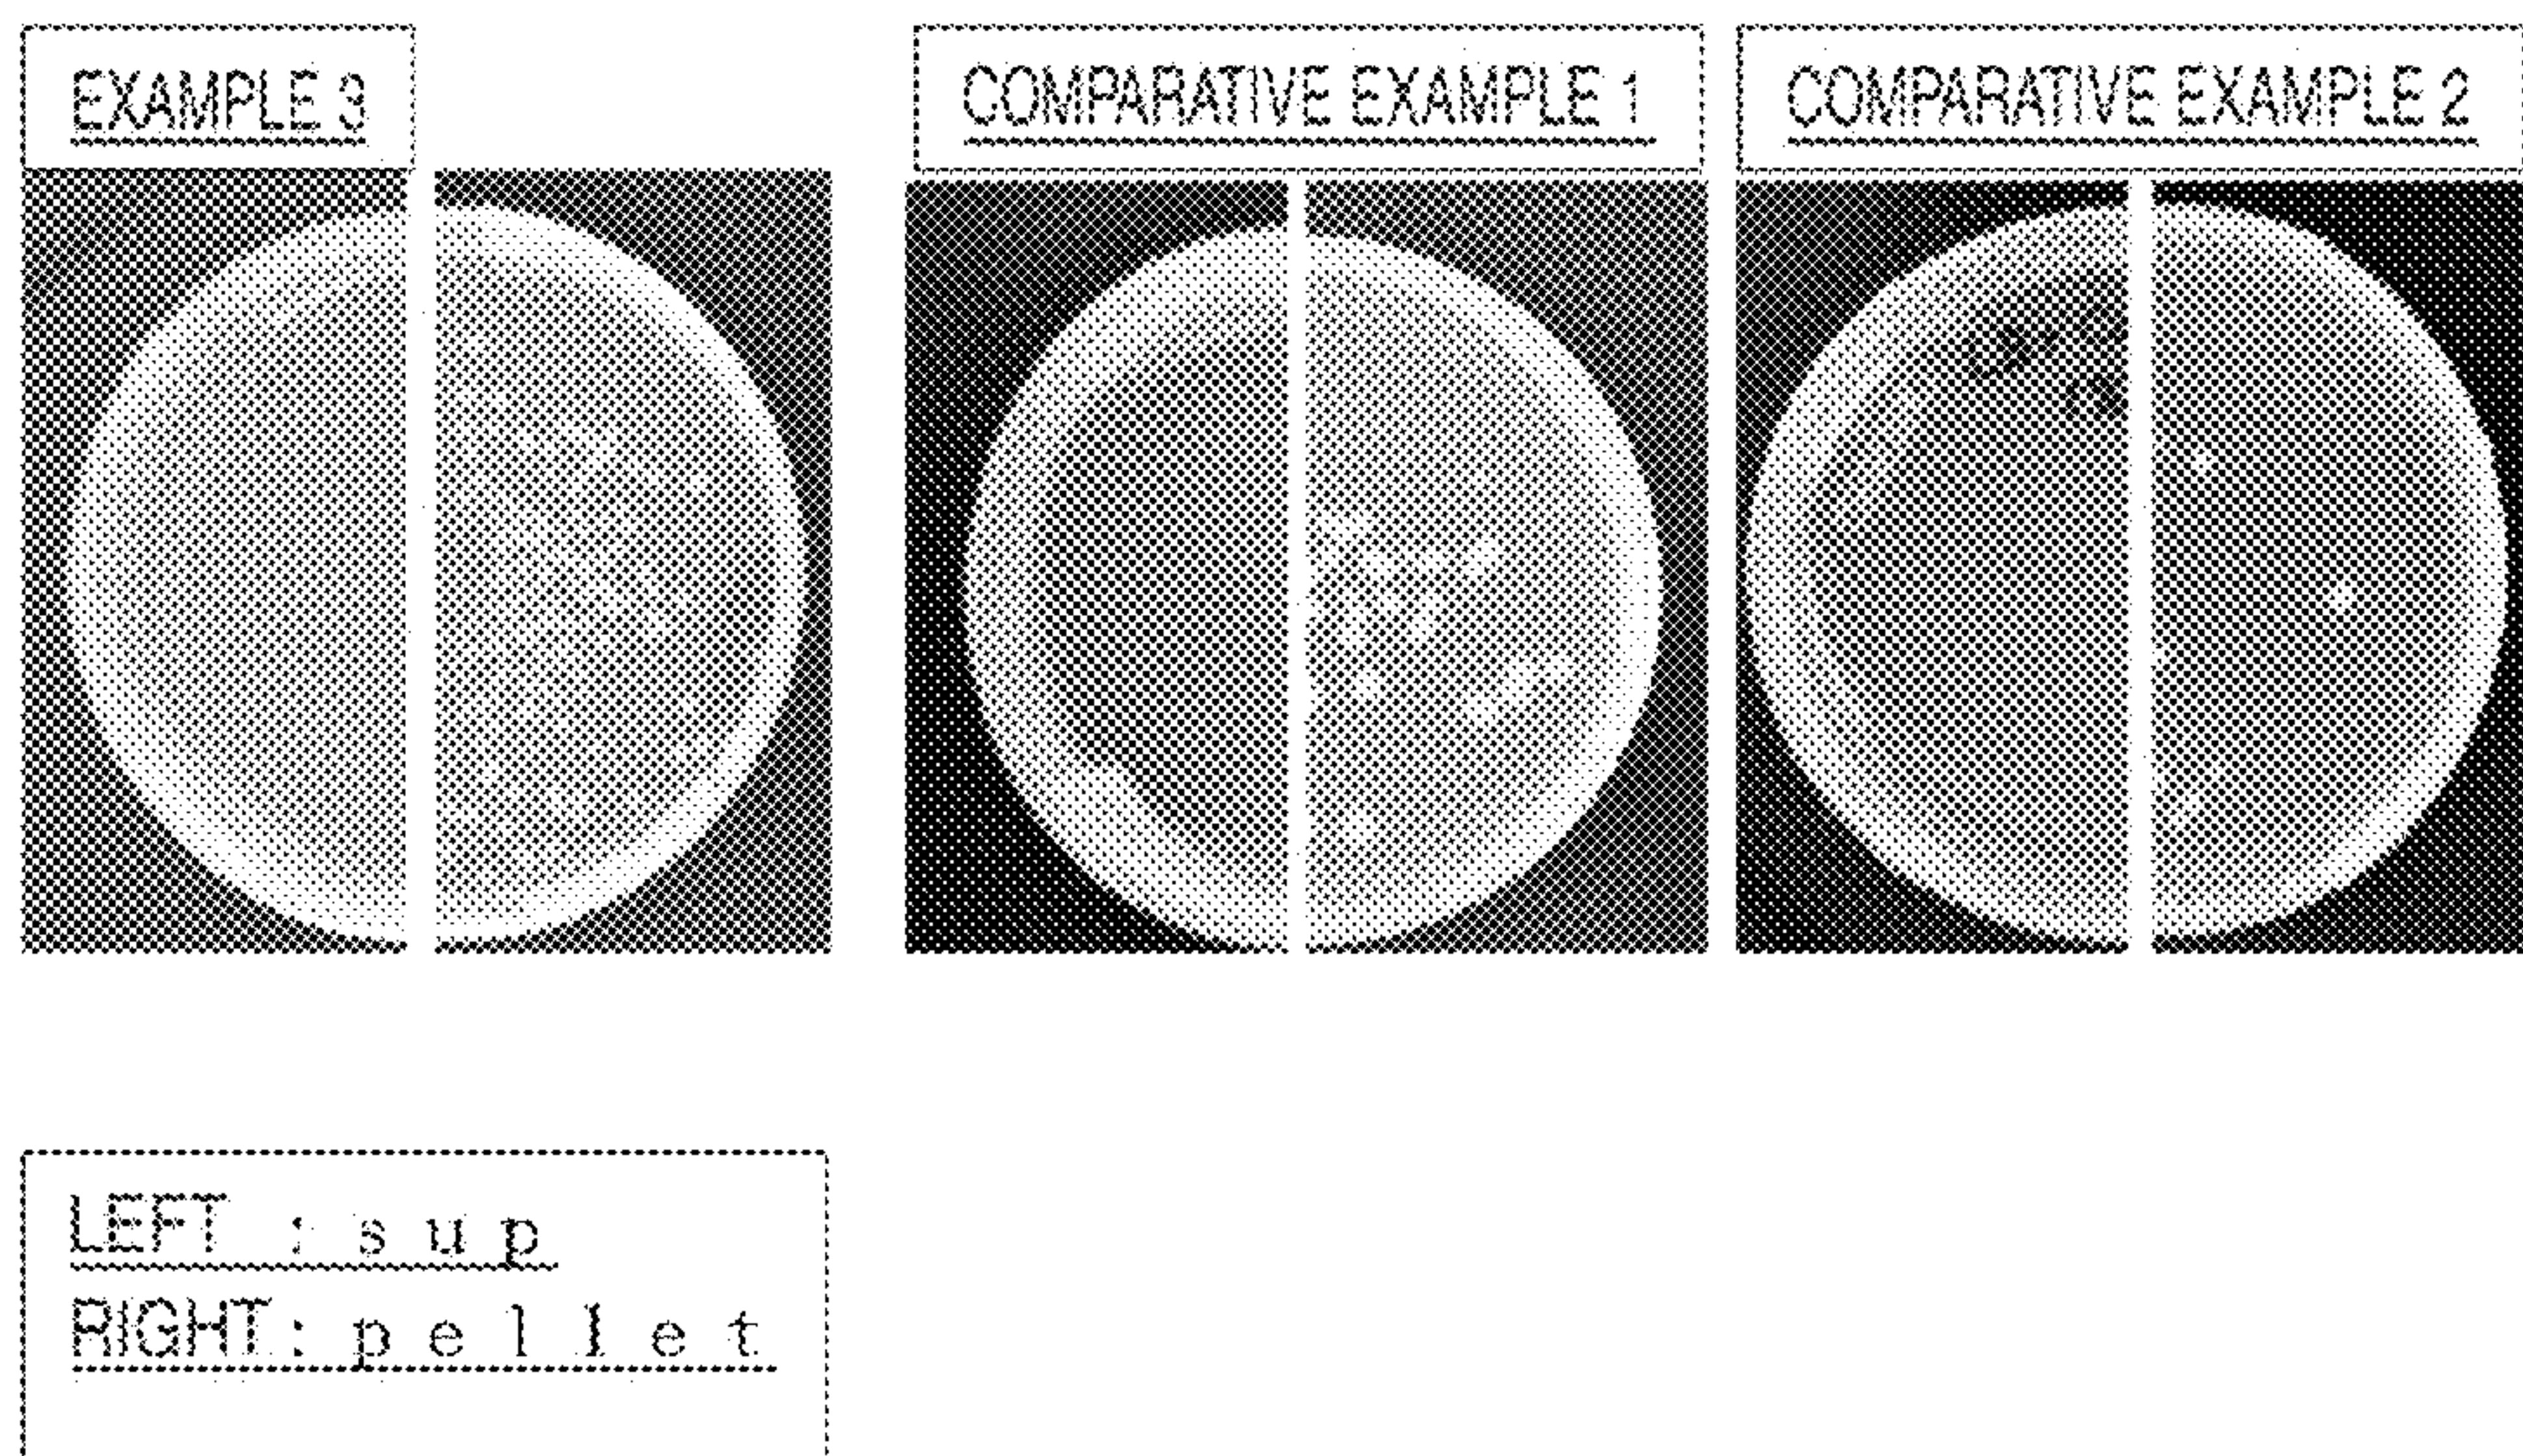 EXAMPLE 3
COMPARATIVE EXAMPLE 1
COMPARATIVE EXAMPLE 2
LEFT : sup
RIGHT: pellet